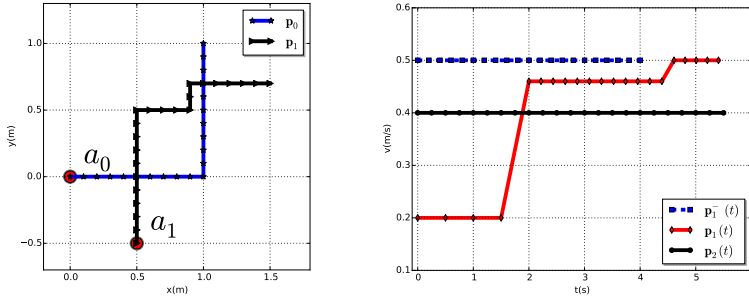 p₀
p₁
1.0
0.5
0.0
−0.5
a₀
a₁
0.0 0.5 1.0 1.5
x(m)
y(m)
0.6
0.5
0.4
0.3
0.2
0.1
v(m/s)
p₁⁻(t)
p₁(t)
p₂(t)
0 1 2 3 4 5
t(s)